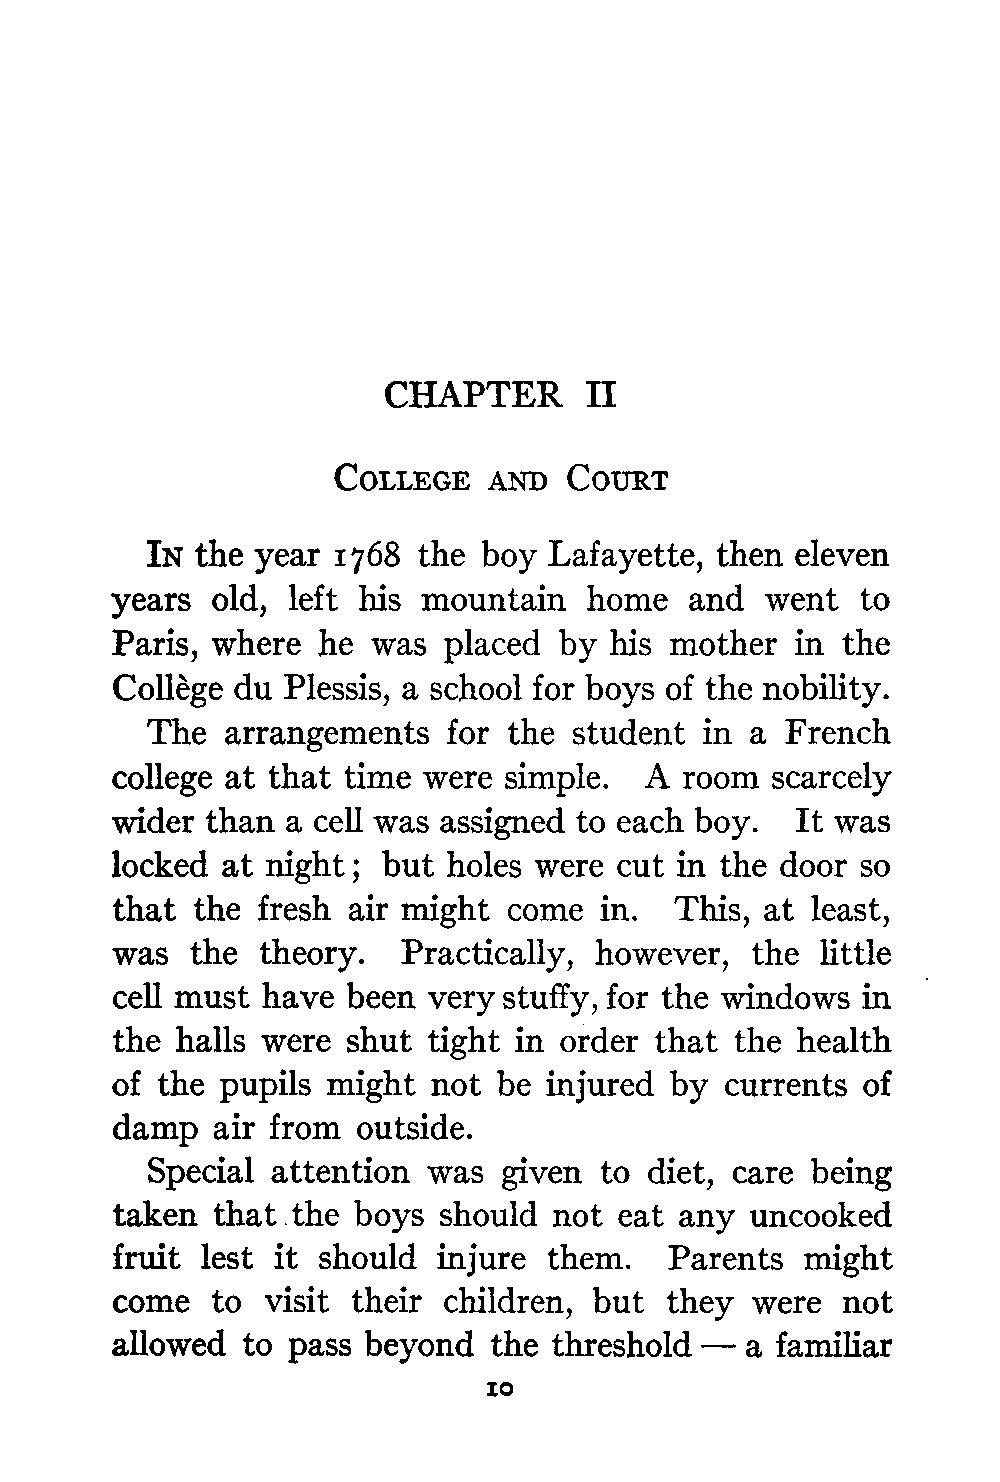 CHAPTER II
College and Court
In the year 1768 the boy Lafayette, then eleven
years old, left his mountain home and went to
Paris, where he was placed by his mother in the
Collège du Plessis, a school for boys of the nobility.
The arrangements for the student in a French
college at that time were simple. A room scarcely
wider than a cell was assigned to each boy. It was
locked at night; but holes were cut in the door so
that the fresh air might come in. This, at least,
was the theory. Practically, however, the little
cell must have been very stuffy, for the windows in
the halls were shut tight in order that the health
of the pupils might not be injured by currents of
damp air from outside.
Special attention was given to diet, care being
taken that the boys should not eat any uncooked
fruit lest it should injure them. Parents might
come to visit their children, but they were not
allowed to pass beyond the threshold — a familiar
10